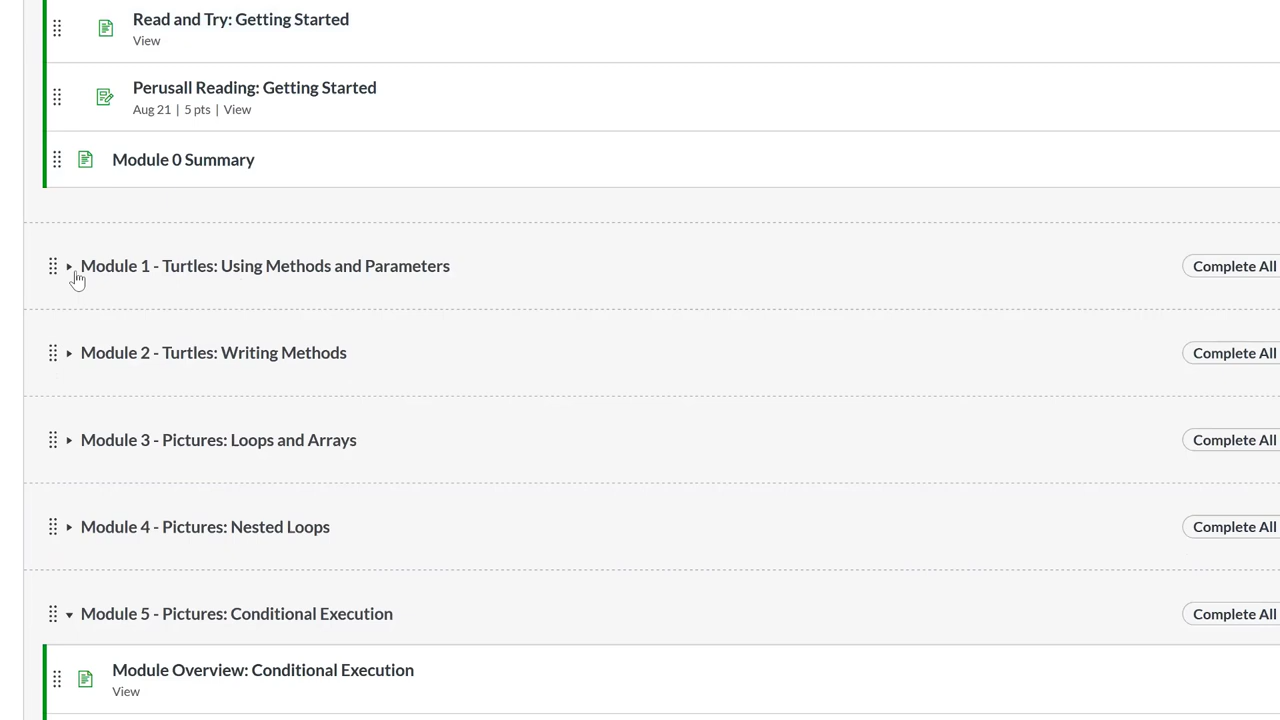 Read and Try: Getting Started
View
Perusall Reading: Getting Started
Aug 21 | 5 pts | View
Module 0 Summary
Module 1 - Turtles: Using Methods and Parameters
Complete All
Module 2 - Turtles: Writing Methods
Complete All
Module 3 - Pictures: Loops and Arrays
Complete All
Module 4 - Pictures: Nested Loops
Complete All
Module 5 - Pictures: Conditional Execution
Complete All
Module Overview: Conditional Execution
View